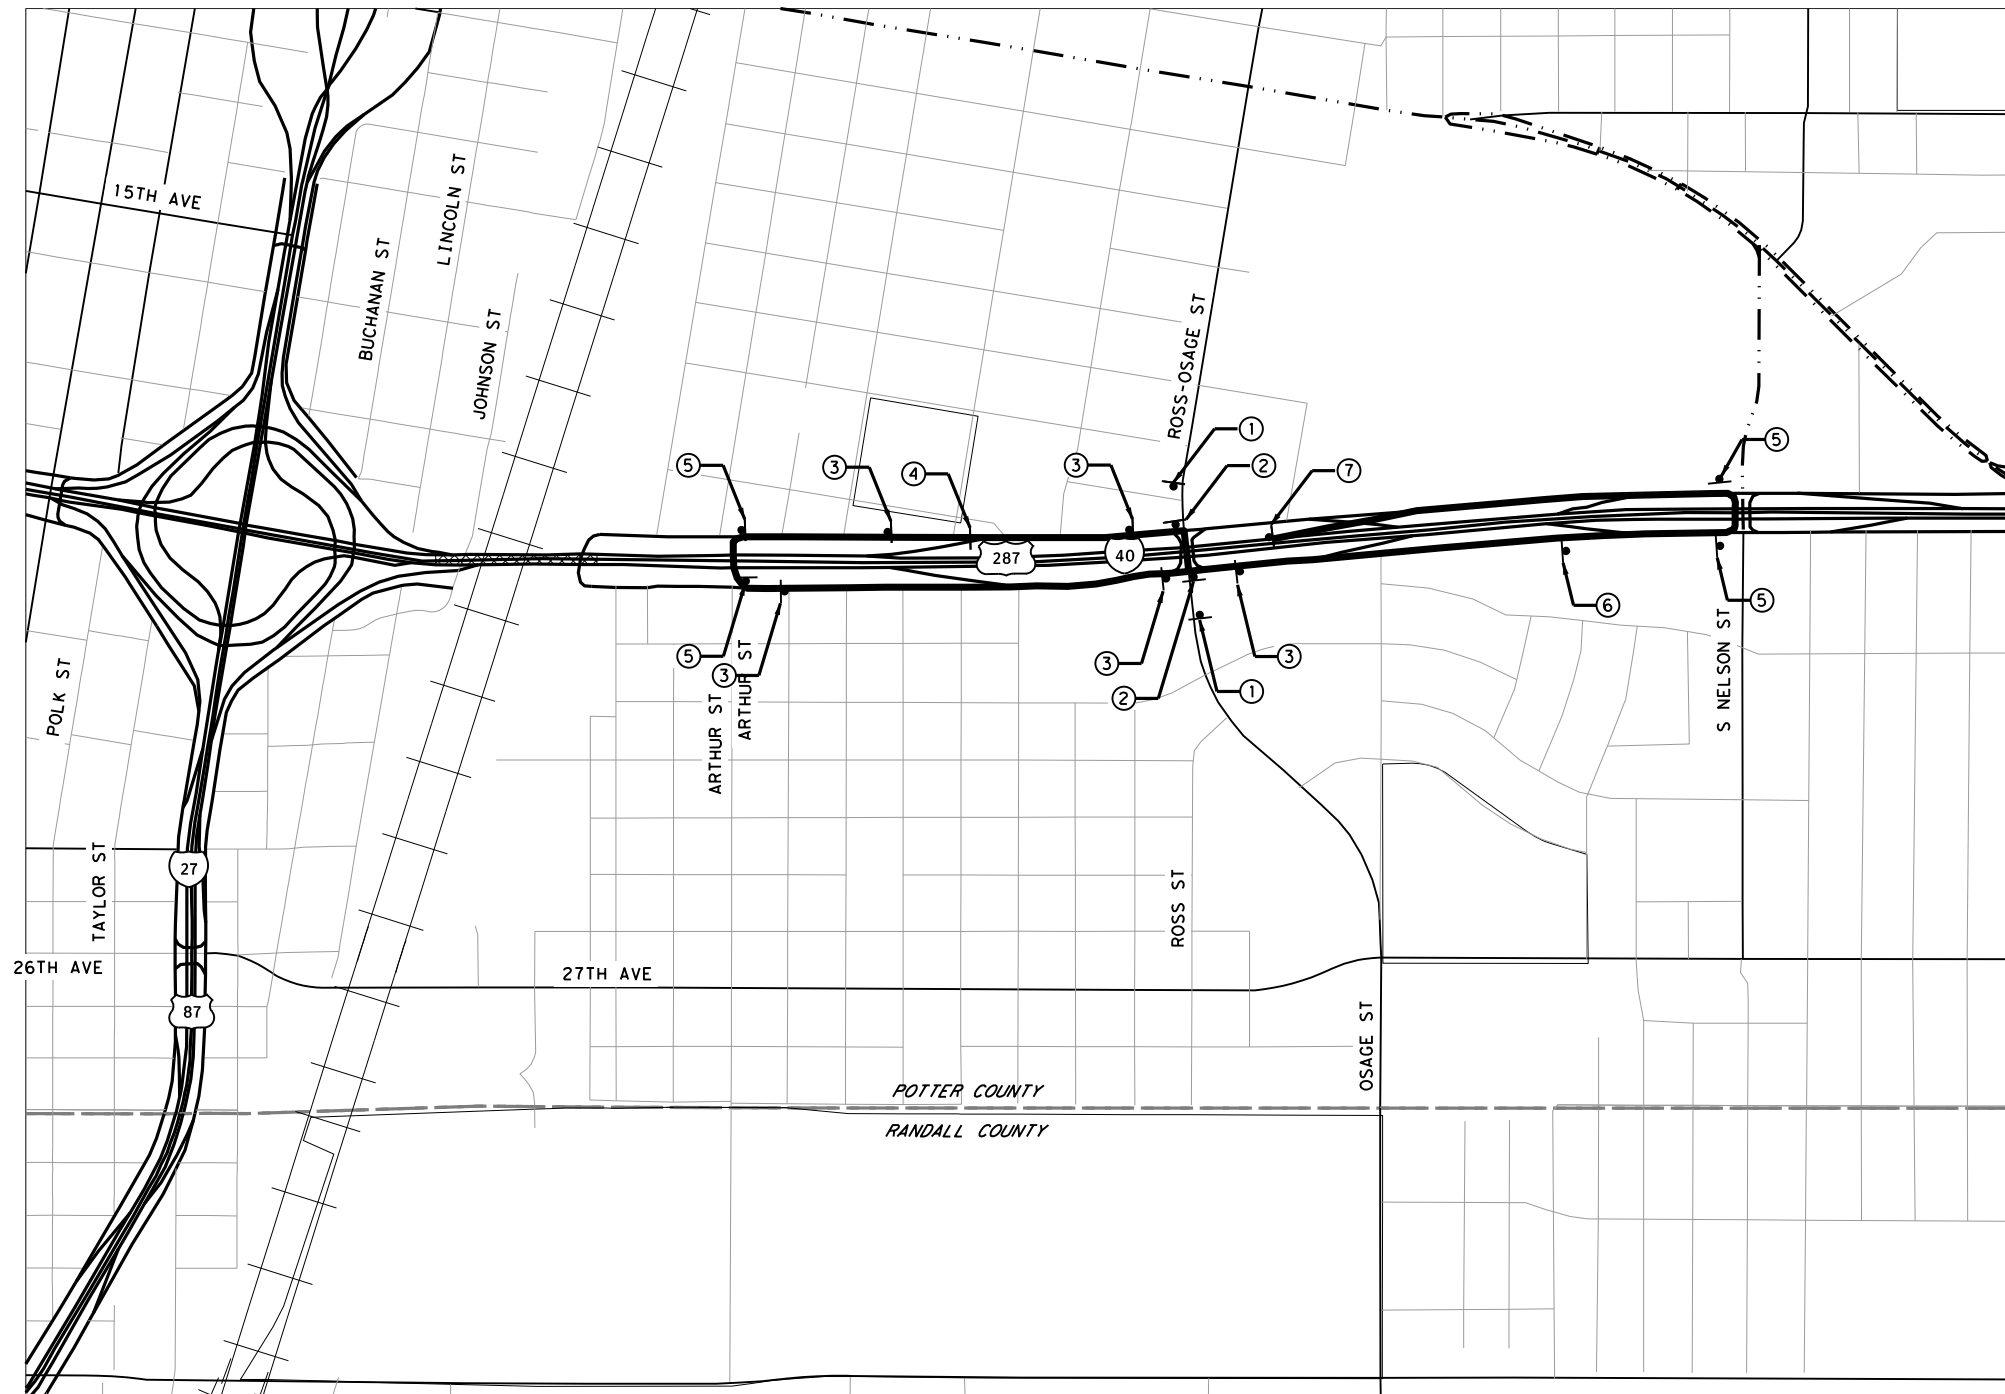 15TH AVE
LINCOLN ST
BUCHANAN ST
JOHNSON ST
ROSS-OSAGE ST
1
5
2
5
3
4
3
7
287
40
6
5
5
3
3
3
2
1
ARTHUR ST
ARTHUR ST
S NELSON ST
POLK ST
TAYLOR ST
27
ROSS ST
26TH AVE
27TH AVE
87
OSAGE ST
POTTER COUNTY
RANDALL COUNTY